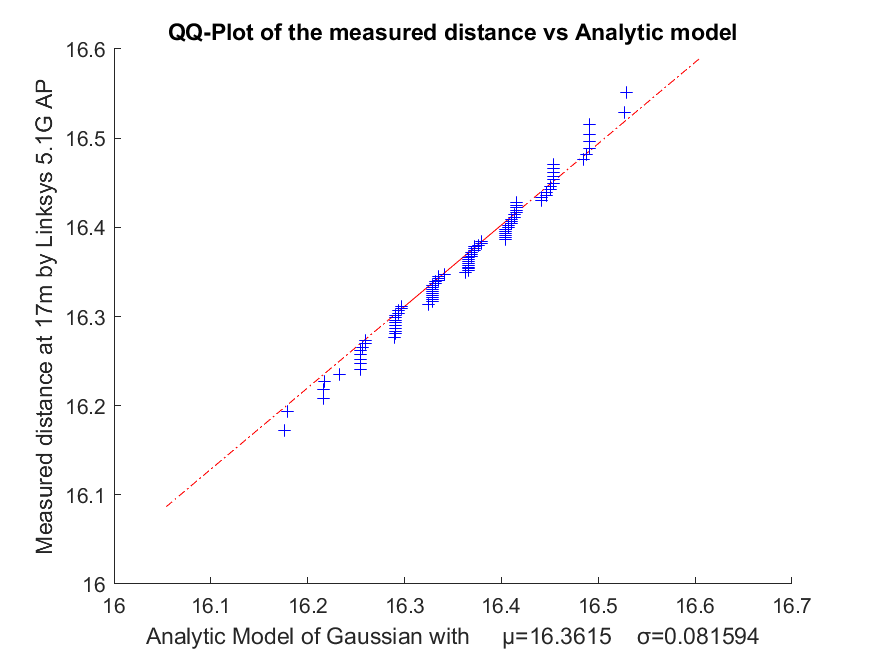 QQ-Plot of the measured distance vs Analytic model
Measured distance at 17m by Linksys 5.1G AP
16.6
16.5
16.4
16.3
16.2
16.1
16
16 16.1 16.2 16.3 16.4 16.5 16.6 16.7
Analytic Model of Gaussian with μ=16.3615 σ=0.081594